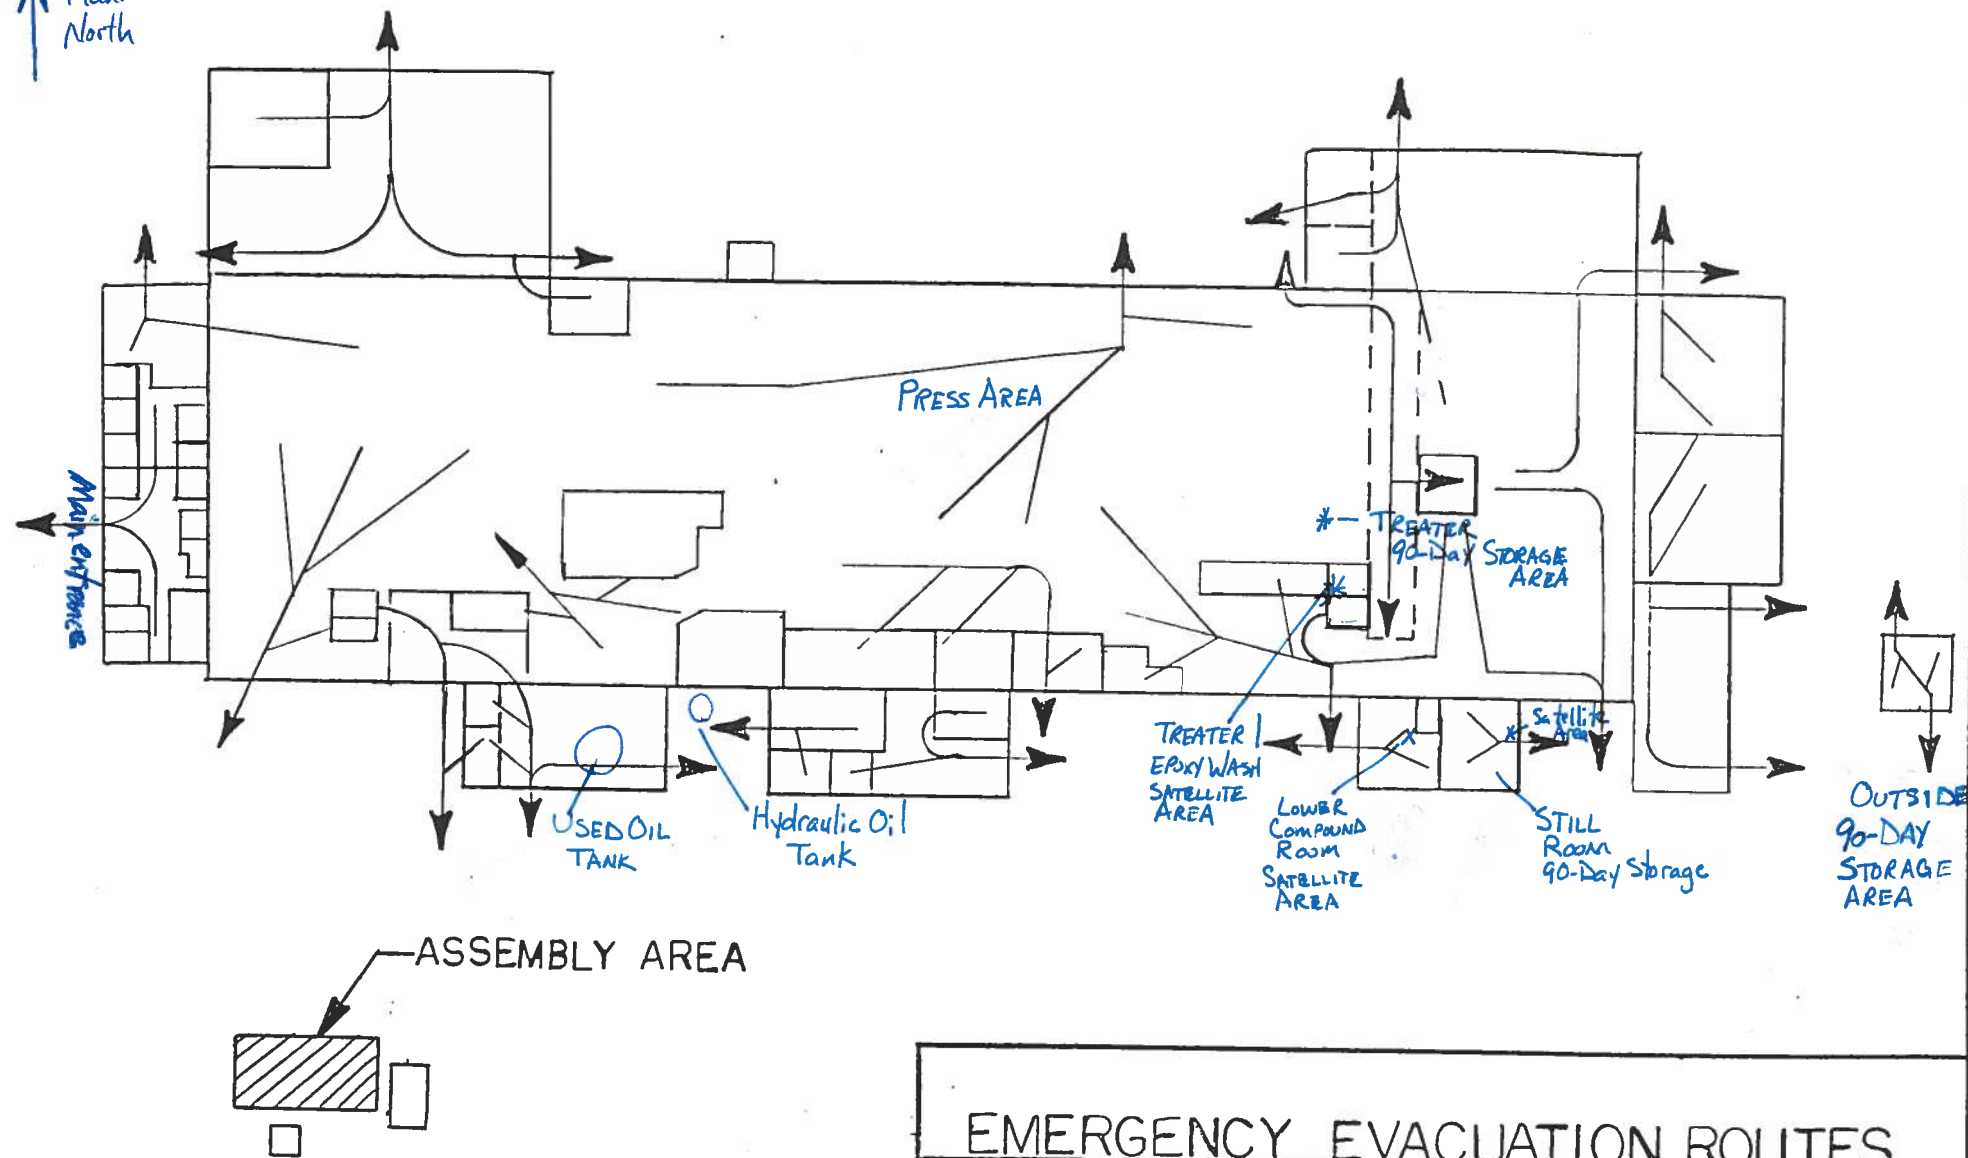 North
PRESS AREA
Main entrance
*— TREATER
90-Day STORAGE
AREA
TREATER 1
EPOXY WASH
SATELLITE
AREA
LOWER
COMPOUND
ROOM
SATELLITE
AREA
Satellite
Area
STILL
ROOM
90-Day Storage
OUTSIDE
90-DAY
STORAGE
AREA
USED OIL
TANK
Hydraulic Oil
Tank
ASSEMBLY AREA
EMERGENCY EVACUATION ROUTES